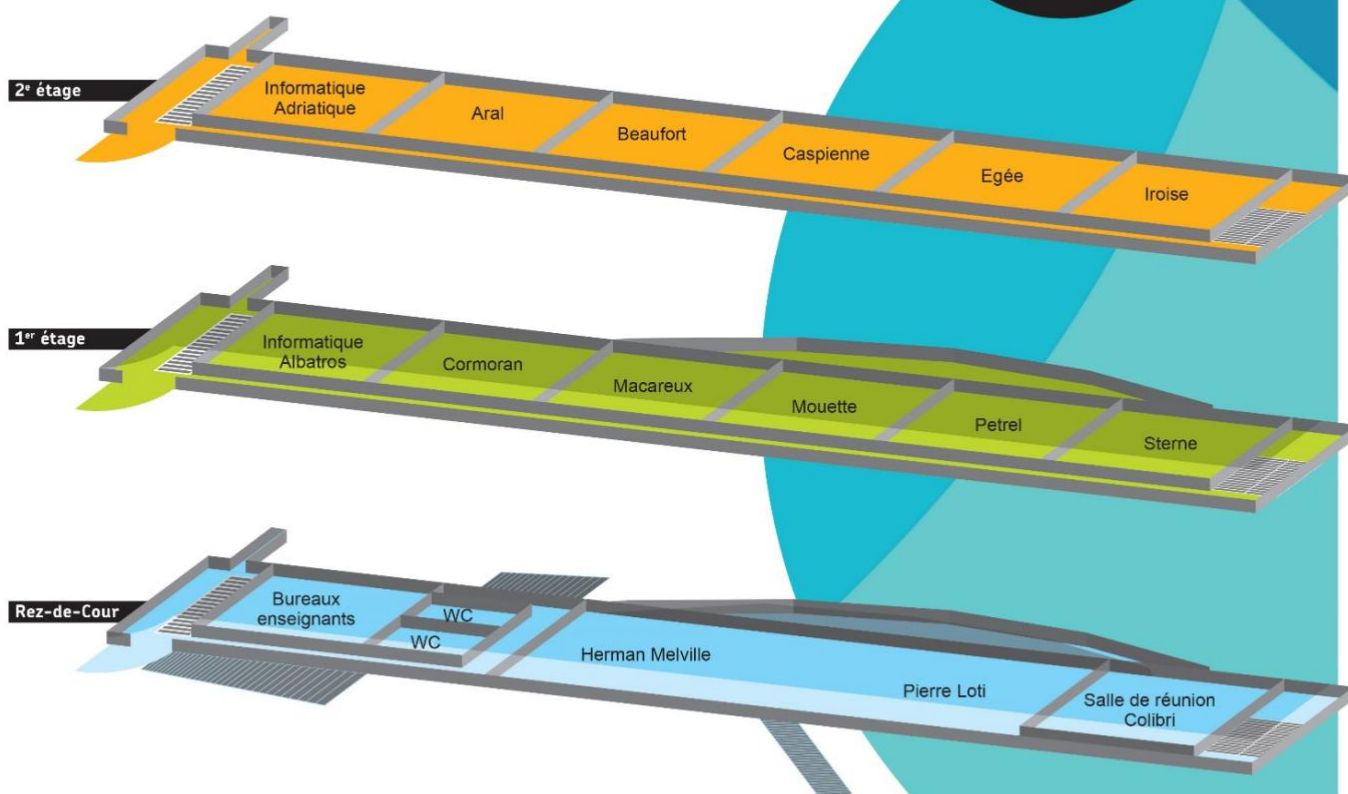 2e étage
Informatique
Adriatique
Aral
Beaufort
Caspienne
Egée
Iroise
1er étage
Informatique
Albatros
Cormoran
Macareux
Mouette
Petrel
Sterne
Rez-de-Cour
Bureaux
enseignants
WC
WC
Herman Melville
Pierre Loti
Salle de réunion
Colibri